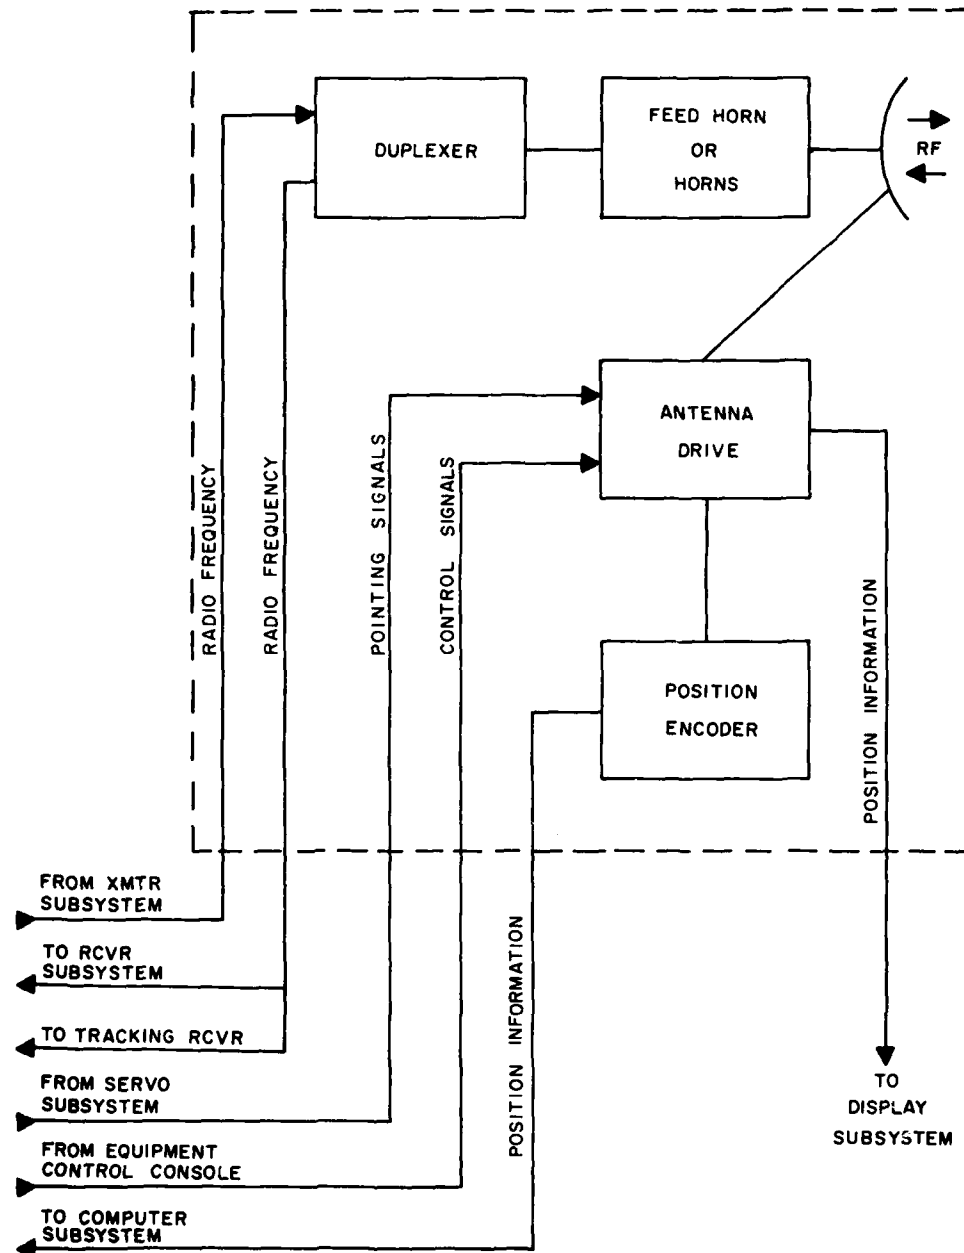 DUPLEXER
FEED HORN
OR
HORNS
RF
ANTENNA
DRIVE
POSITION
ENCODER
RADIO FREQUENCY
RADIO FREQUENCY
POINTING SIGNALS
CONTROL SIGNALS
POSITION INFORMATION
POSITION INFORMATION
FROM XMTR
SUBSYSTEM
TO RCVR
SUBSYSTEM
TO TRACKING RCVR
FROM SERVO
SUBSYSTEM
FROM EQUIPMENT
CONTROL CONSOLE
TO COMPUTER
SUBSYSTEM
TO
DISPLAY
SUBSYSTEM